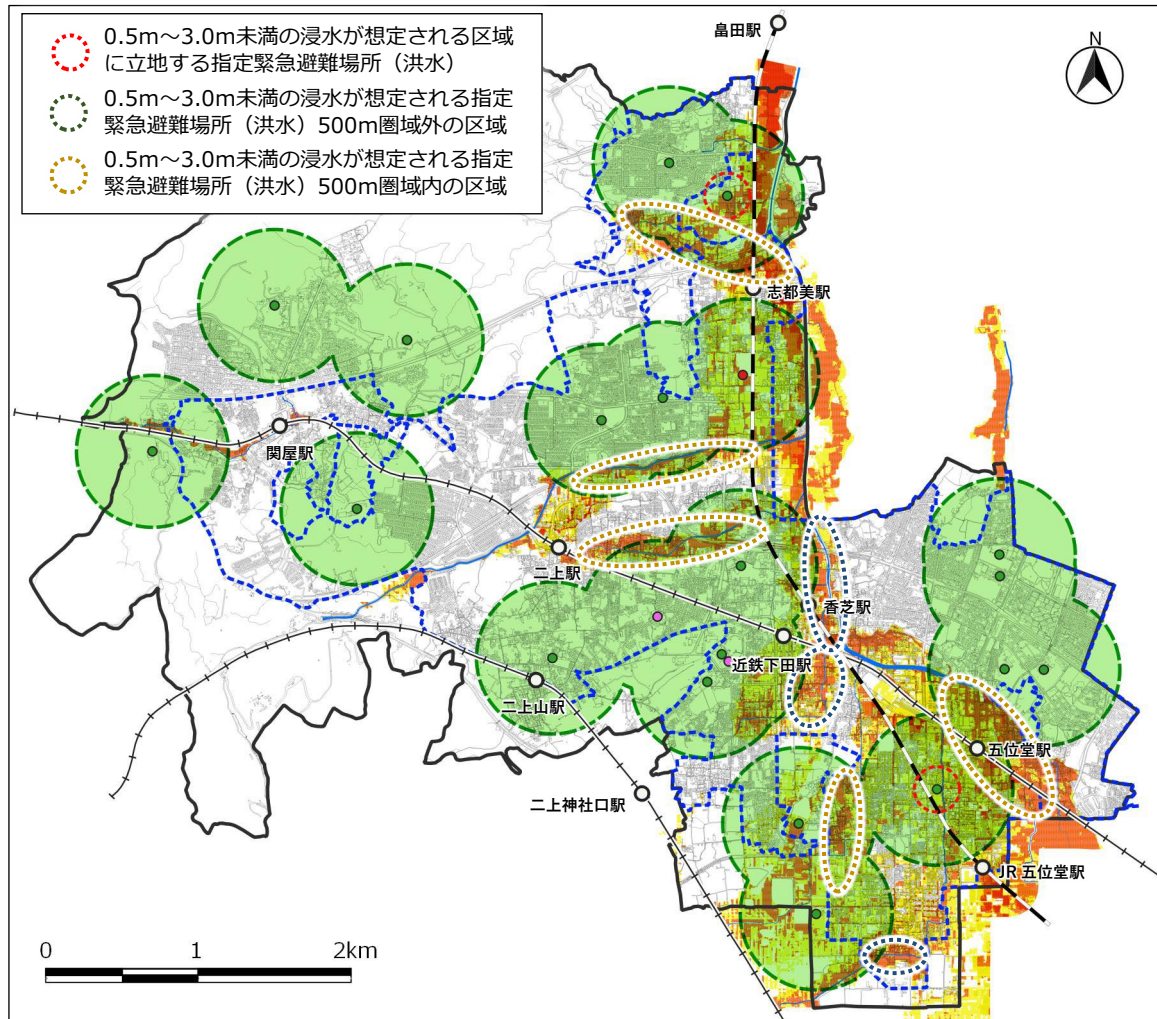 0.5m～3.0m未満の浸水が想定される区域
に立地する指定緊急避難場所（洪水）
0.5m～3.0m未満の浸水が想定される指定
緊急避難場所（洪水）500m圏域外の区域
0.5m～3.0m未満の浸水が想定される指定
緊急避難場所（洪水）500m圏域内の区域
畠田駅
N
志都美駅
関屋駅
二上駅
香芝駅
近鉄下田駅
二上山駅
五位堂駅
二上神社口駅
JR 五位堂駅
0 1 2km